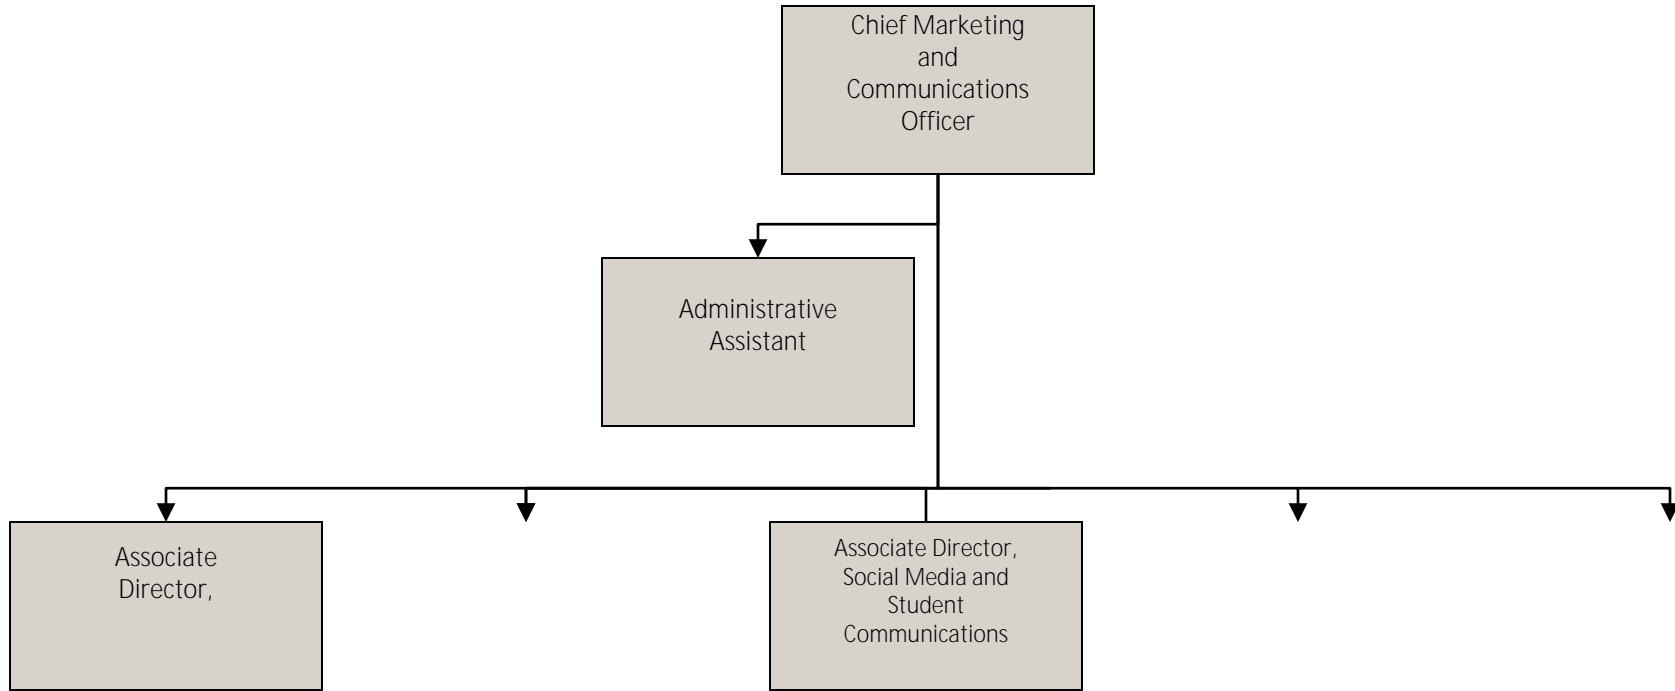 Chief Marketing
and
Communications
Officer
Administrative
Assistant
Associate
Director,
Associate Director,
Social Media and
Student
Communications